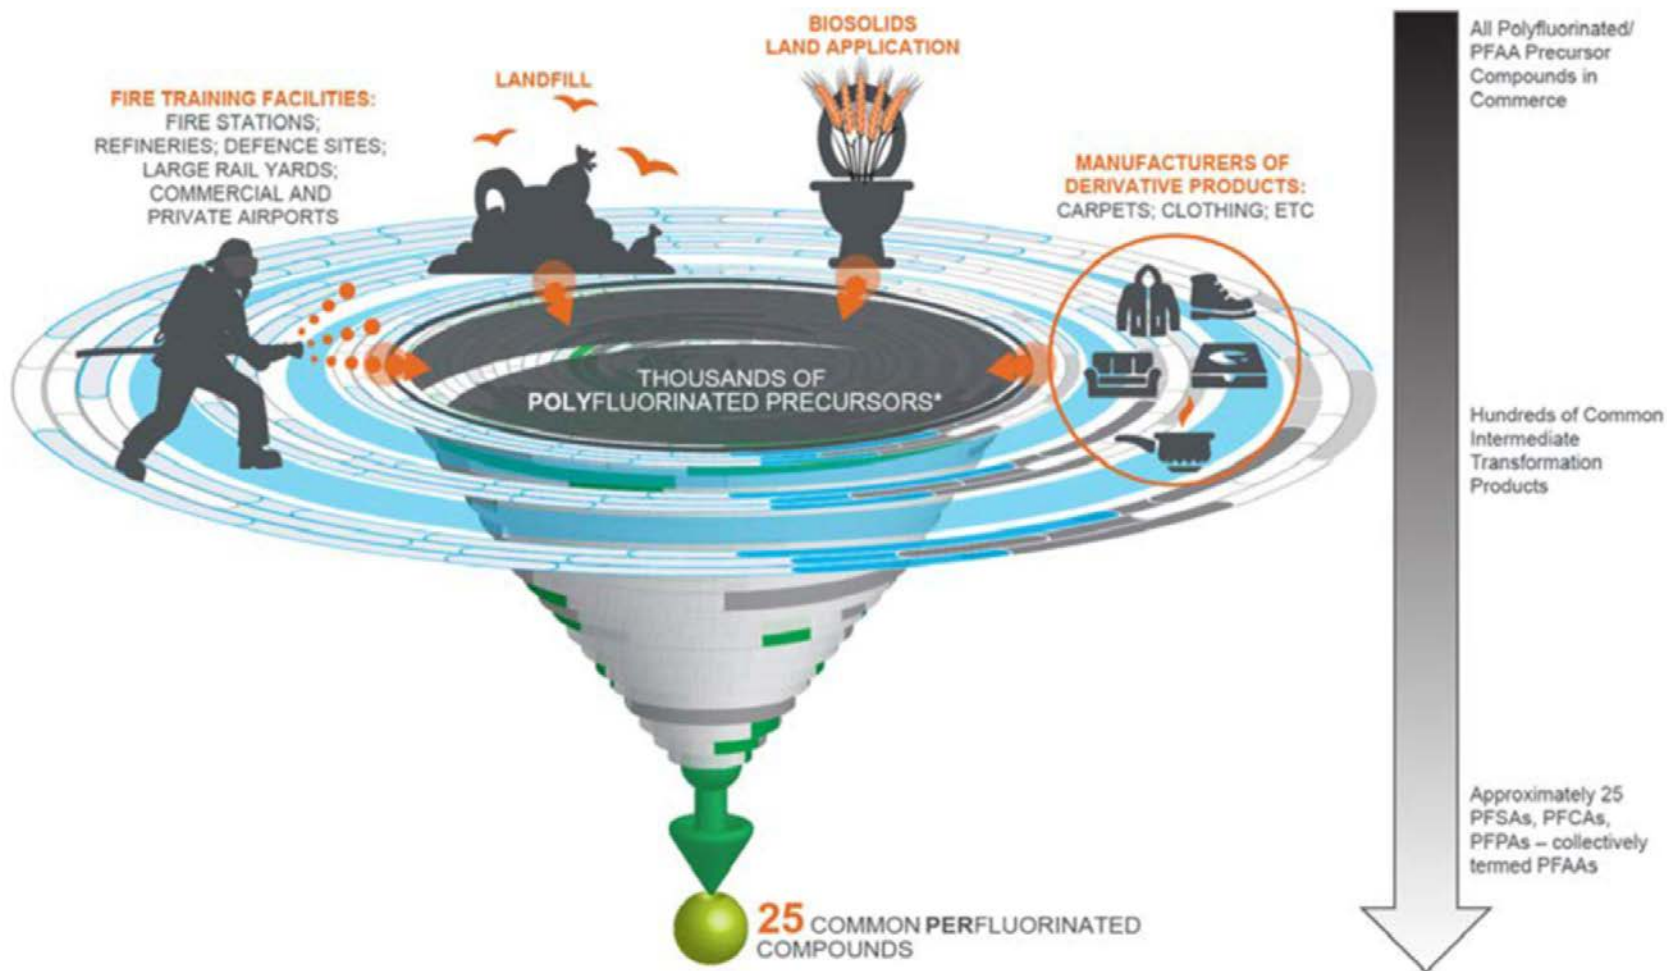 FIRE TRAINING FACILITIES:
FIRE STATIONS;
REFINERIES; DEFENCE SITES;
LARGE RAIL YARDS;
COMMERCIAL AND
PRIVATE AIRPORTS
LANDFILL
BIOSOLIDS
LAND APPLICATION
MANUFACTURERS OF
DERIVATIVE PRODUCTS:
CARPETS; CLOTHING; ETC
THOUSANDS OF
POLYFLUORINATED PRECURSORS*
25 COMMON PERFLUORINATED
COMPOUNDS
All Polyfluorinated/
PFAA Precursor
Compounds in
Commerce
Hundreds of Common
Intermediate
Transformation
Products
Approximately 25
PFSAs, PFCAs,
PFPAs – collectively
termed PFAAs